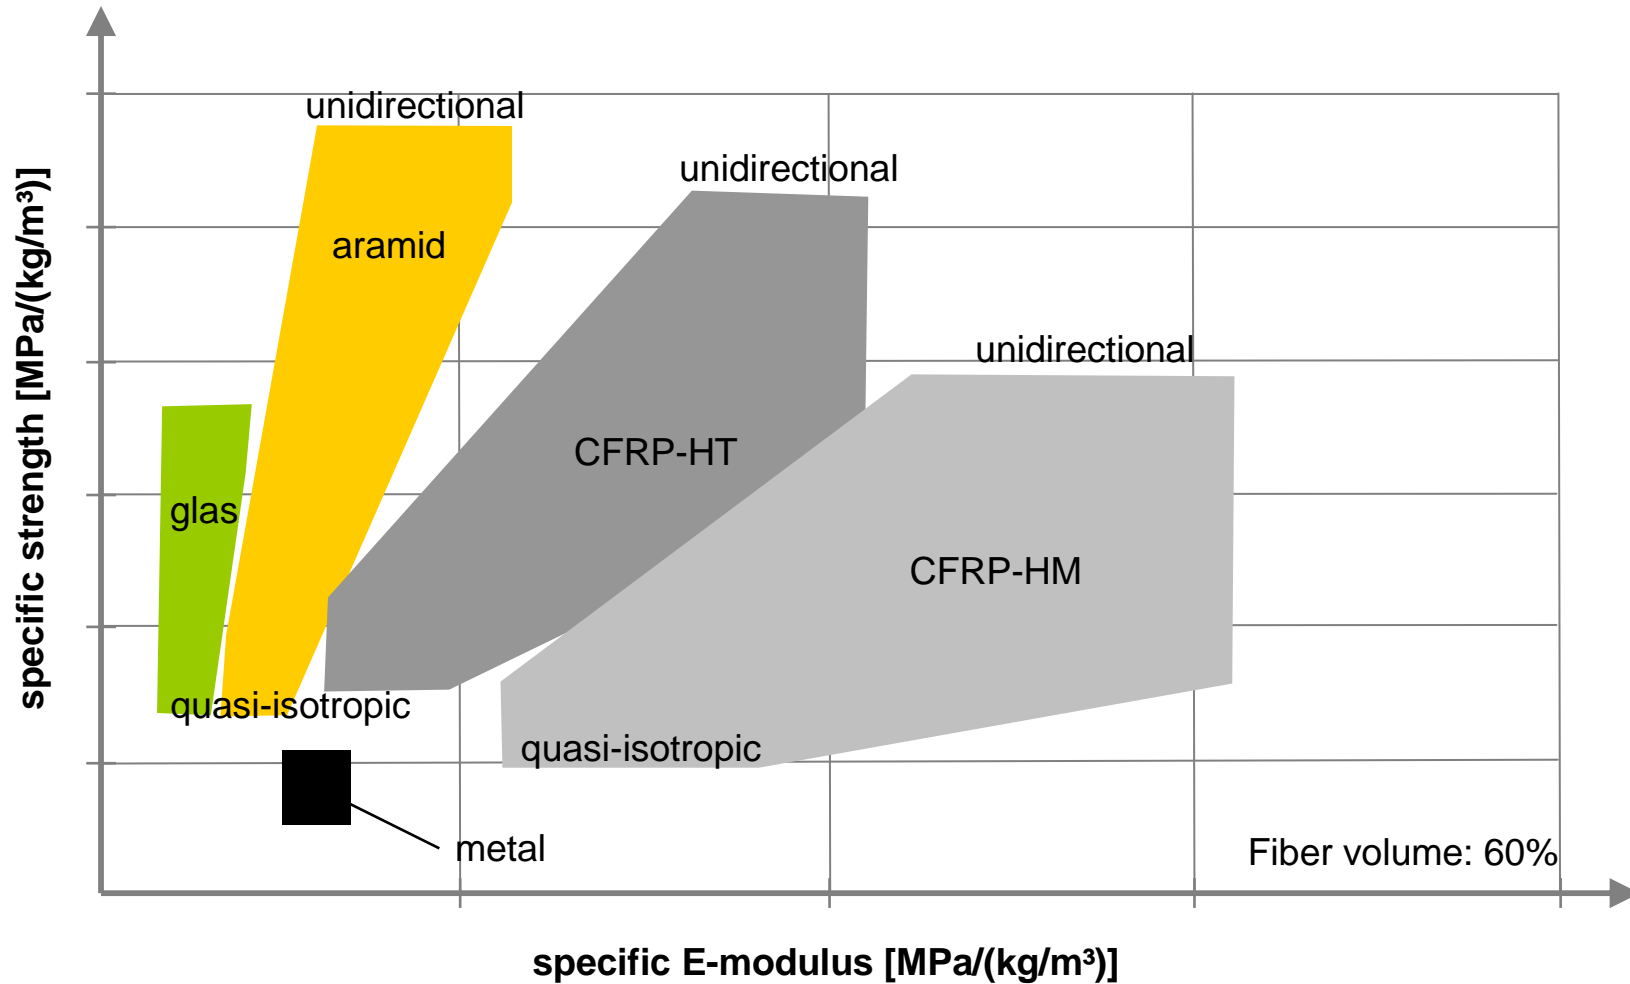 unidirectional
unidirectional
aramid
unidirectional
CFRP-HT
glas
CFRP-HM
quasi-isotropic
quasi-isotropic
metal
Fiber volume: 60%
specific strength [MPa/(kg/m³)]
specific E-modulus [MPa/(kg/m³)]